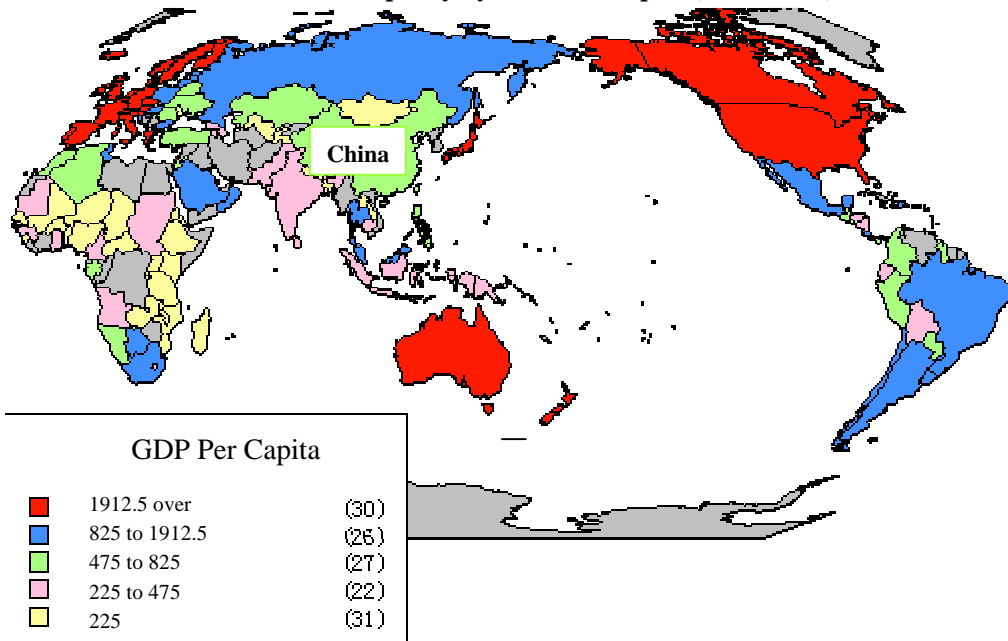 China
GDP Per Capita
1912.5 over (30)
825 to 1912.5 (26)
475 to 825 (27)
225 to 475 (22)
225 (31)